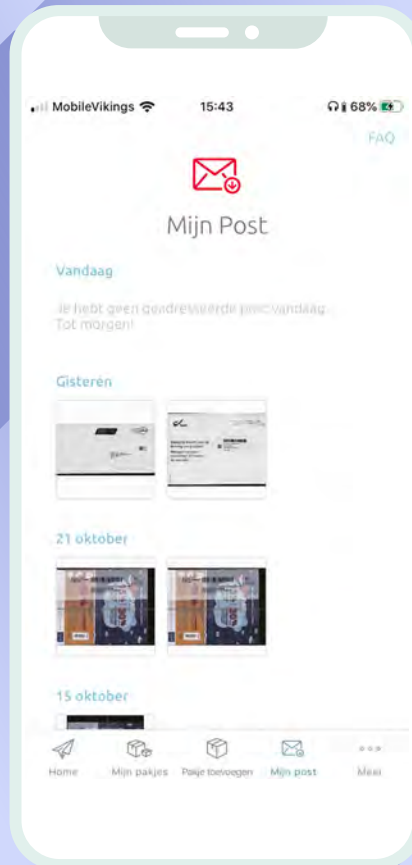 MobileVikings 15:43 68%
FAQ
Mijn Post
Vandaag
Je hebt geen geadresseerde post vandaag.
Tot morgen!
Gisteren
21 oktober
30%
15 oktober
Home Mijn pakjes Pakje toevoegen Mijn post Meer